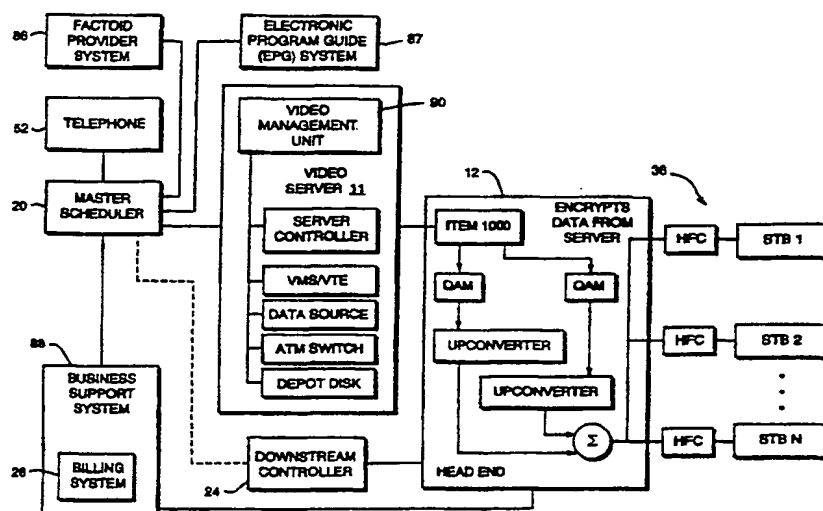 86
FACTOID
PROVIDER
SYSTEM
ELECTRONIC
PROGRAM GUIDE
(EPG) SYSTEM
87
52
TELEPHONE
20
MASTER
SCHEDULER
VIDEO
MANAGEMENT
UNIT
90
VIDEO
SERVER 11
SERVER
CONTROLLER
VMS/VTE
DATA SOURCE
ATM SWITCH
DEPOT DISK
12
ENCRYPTS
DATA FROM
SERVER
ITEM 1000
QAM
QAM
UPCONVERTER
UPCONVERTER
Σ
HEAD END
36
HFC
STB 1
HFC
STB 2
HFC
STB N
88
BUSINESS
SUPPORT
SYSTEM
26
BILLING
SYSTEM
DOWNSTREAM
CONTROLLER
24